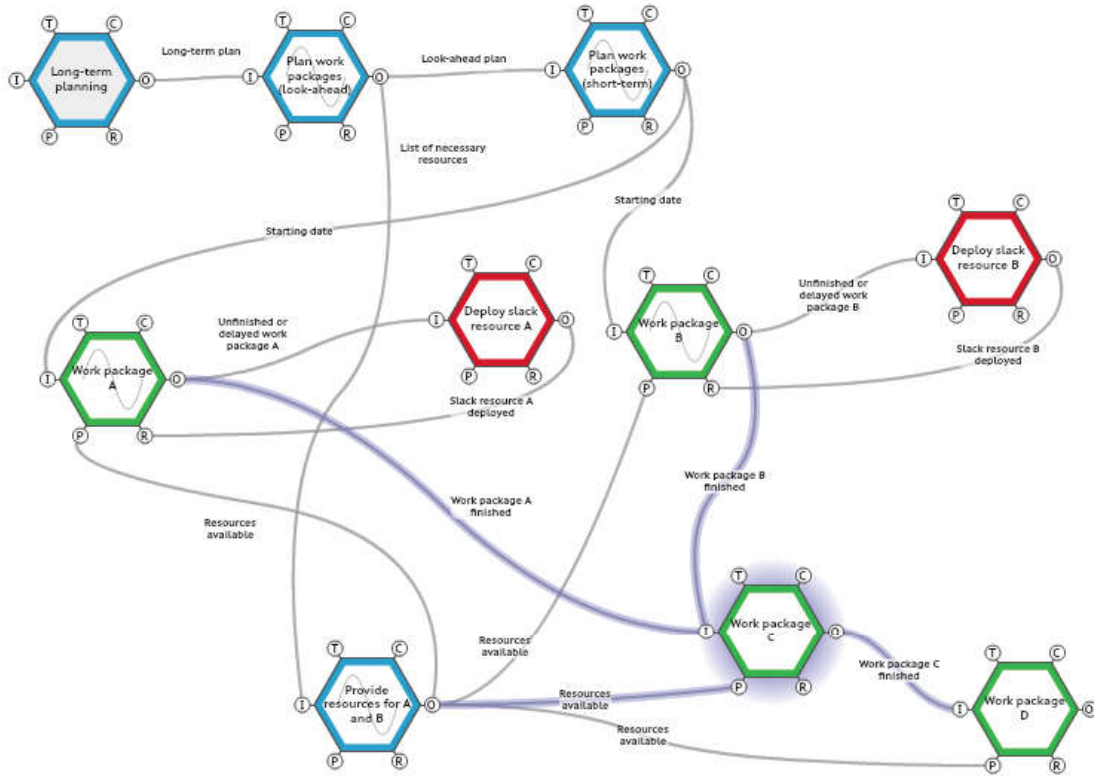 T C
Long-term
planning
I O
P R
Long-term plan
T C
Plan work
packages
(look-ahead)
I O
P R
Look-ahead plan
T C
Plan work
packages
(short-term)
I O
P R
List of necessary
resources
Starting date
Starting date
T C
Deploy slack
resource B
I O
P R
Unfinished or
delayed work
package B
Slack resource B
deployed
T C
Deploy slack
resource A
I O
P R
Unfinished or
delayed work
package A
Slack resource A
deployed
T C
Work package
B
I O
P R
T C
Work package
A
I O
P R
Work package A
finished
Work package B
finished
Resources
available
Resources
available
T C
Work package
C
I O
P R
Work package C
finished
T C
Provide
resources for A
and B
I O
P R
Resources
available
Resources
available
T C
Work package
D
I O
P R